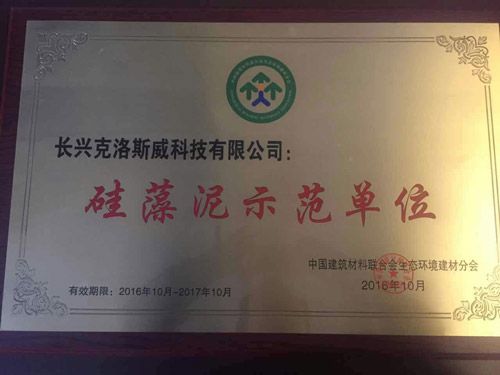 长兴克洛斯威科技有限公司：
硅藻泥示范单位
中国建筑材料联合会生态环境建材分会
2016年10月
有效期限：2016年10月-2017年10月